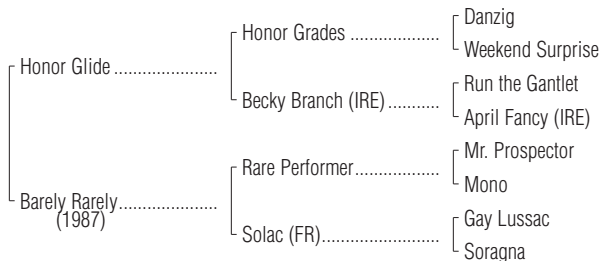 Danzig
Honor Grades ....................
Weekend Surprise
Honor Glide .......................
Run the Gantlet
Becky Branch (IRE) ...........
April Fancy (IRE)
Mr. Prospector
Rare Performer...................
Mono
Barely Rarely......................
(1987)
Gay Lussac
Solac (FR)..........................
Soragna